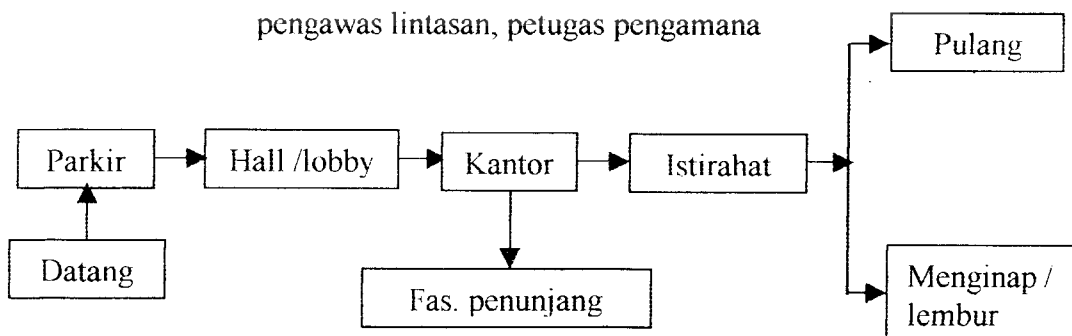 pengawas lintasan, petugas pengamana
Pulang
Parkir
Hall /lobby
Kantor
Istirahat
Datang
Fas. penunjang
Menginap /
lembur